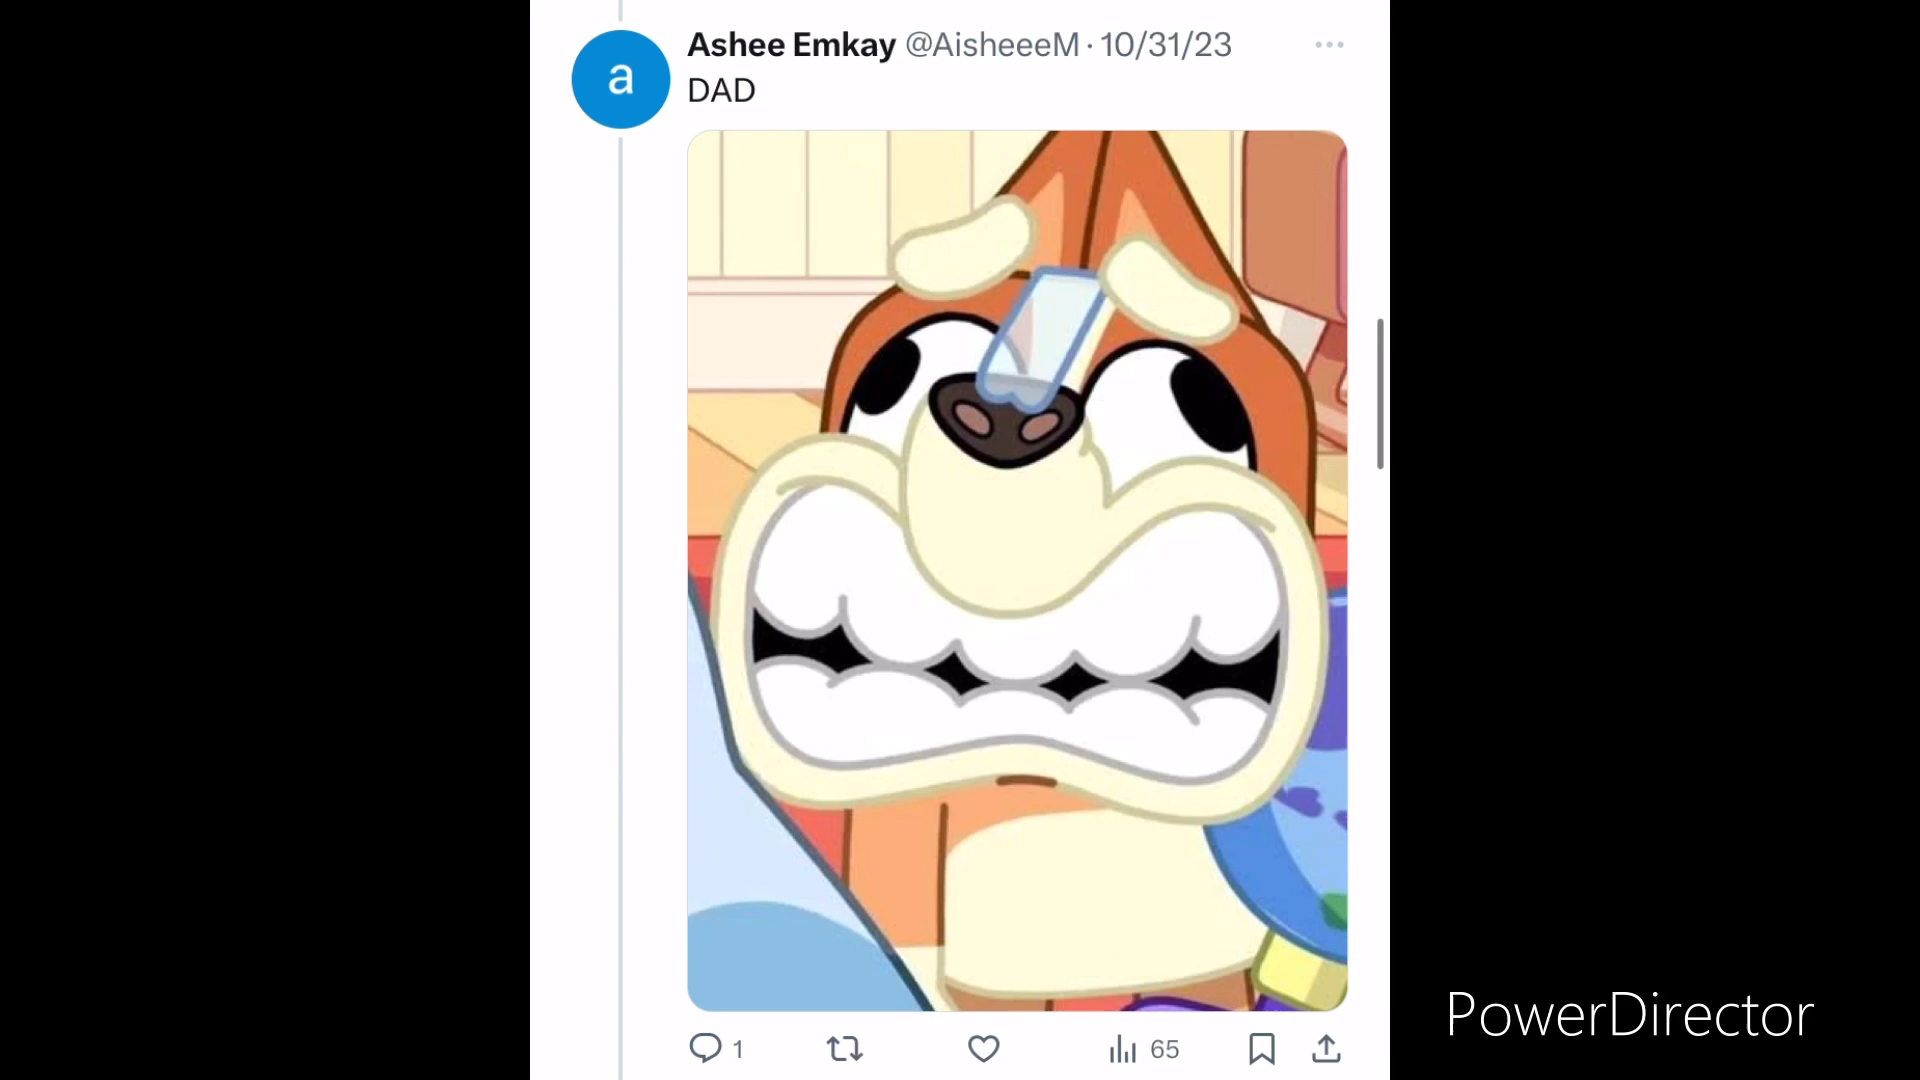 a
Ashee Emkay @AisheeeM · 10/31/23
DAD
1
65
PowerDirector